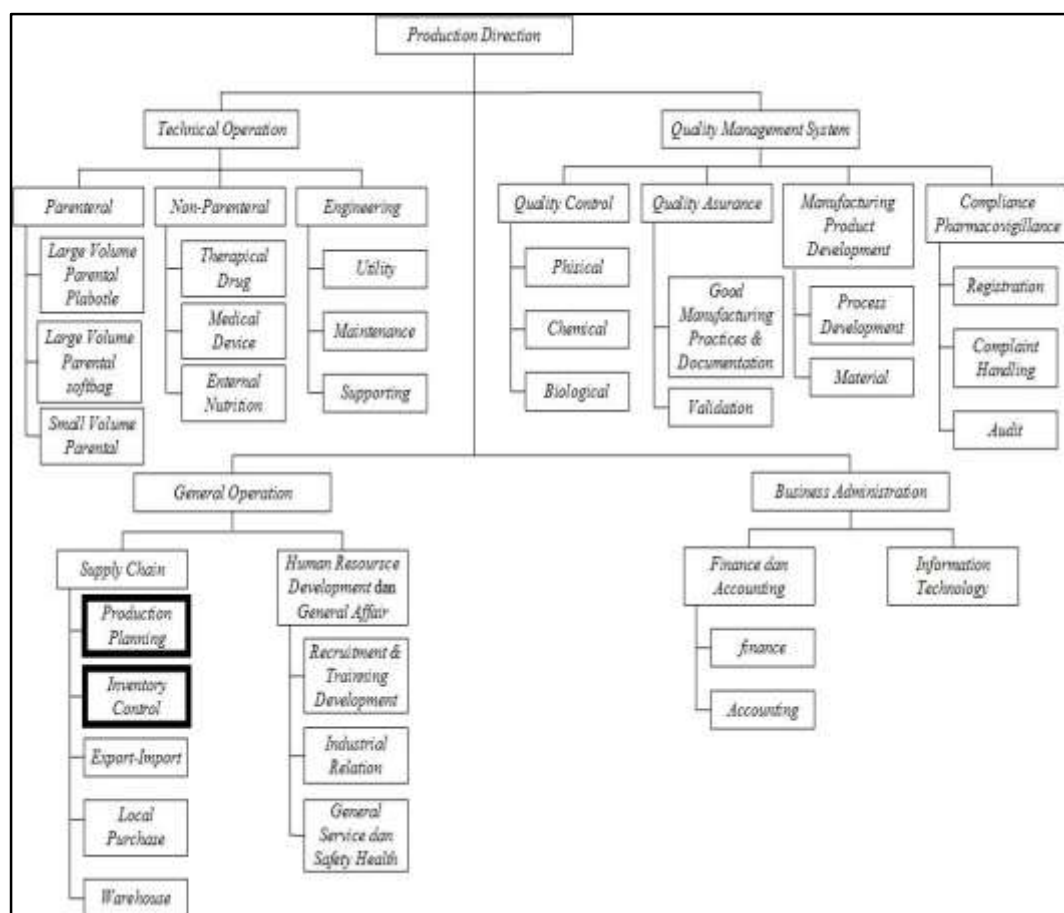 Production Direction
Technical Operation
Quality Management System
Parenteral
Non-Parenteral
Engineering
Quality Control
Quality Asurance
Manufacturing
Product
Development
Compliance
Pharmacovigillance
Large Volume
Parental
Plabotle
Large Volume
Parental
softbag
Small Volume
Parental
Therapical
Drug
Medical
Device
Enternal
Nutrition
Utility
Maintenance
Supporting
Phisical
Chemical
Biological
Good
Manufacturing
Practices &
Documentation
Validation
Process
Development
Material
Registration
Complaint
Handling
Audit
General Operation
Business Administration
Supply Chain
Human Resoursce
Development dan
General Affair
Finance dan
Accounting
Information
Technology
Production
Planning
Inventory
Control
Export-Import
Local
Purchase
Warehouse
Recruitment &
Trainning
Development
Industrial
Relation
General
Service dan
Safety Health
finance
Accounting